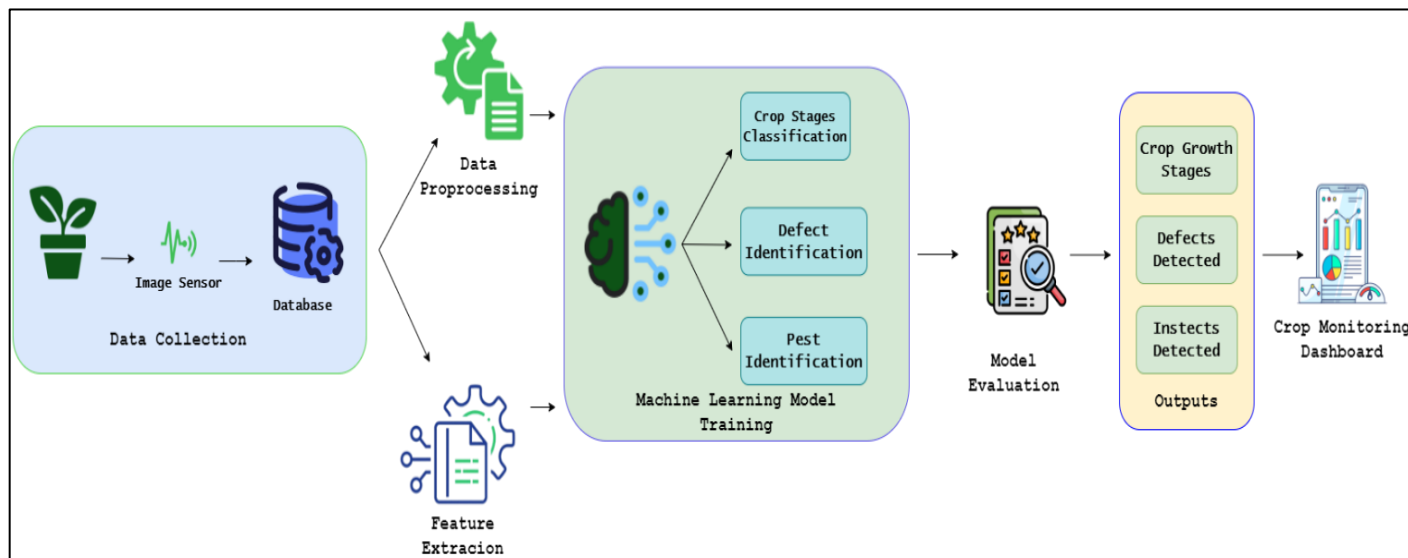 Image Sensor
Database
Data Collection
Data
Proprocessing
Feature
Extracion
Crop Stages
Classification
Defect
Identification
Pest
Identification
Machine Learning Model
Training
Model
Evaluation
Crop Growth
Stages
Defects
Detected
Instects
Detected
Outputs
Crop Monitoring
Dashboard